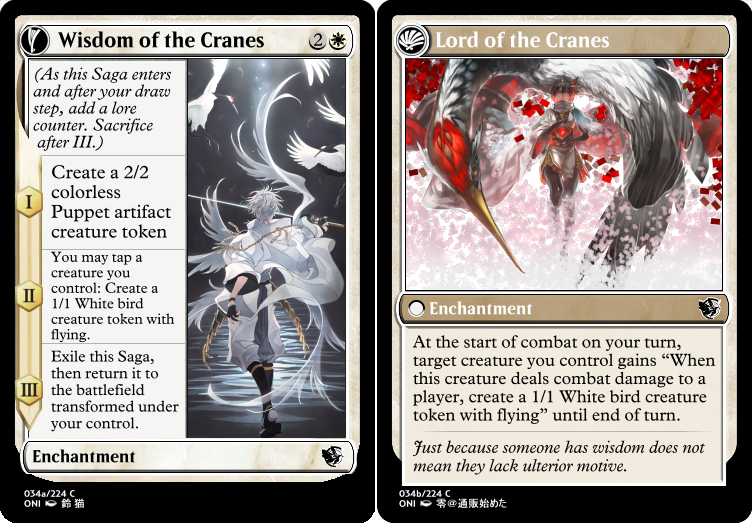 Wisdom of the Cranes
2
(As this Saga enters
and after your draw
step, add a lore
counter. Sacrifice
after III.)
I
Create a 2/2
colorless
Puppet artifact
creature token
II
You may tap a
creature you
control: Create a
1/1 White bird
creature token with
flying.
III
Exile this Saga,
then return it to
the battlefield
transformed under
your control.
Enchantment
034a/224 C
ONI 鈴 猫
Lord of the Cranes
Enchantment
At the start of combat on your turn,
target creature you control gains “When
this creature deals combat damage to a
player, create a 1/1 White bird creature
token with flying” until end of turn.
Just because someone has wisdom does not
mean they lack ulterior motive.
034b/224 C
ONI 零@通販始めた